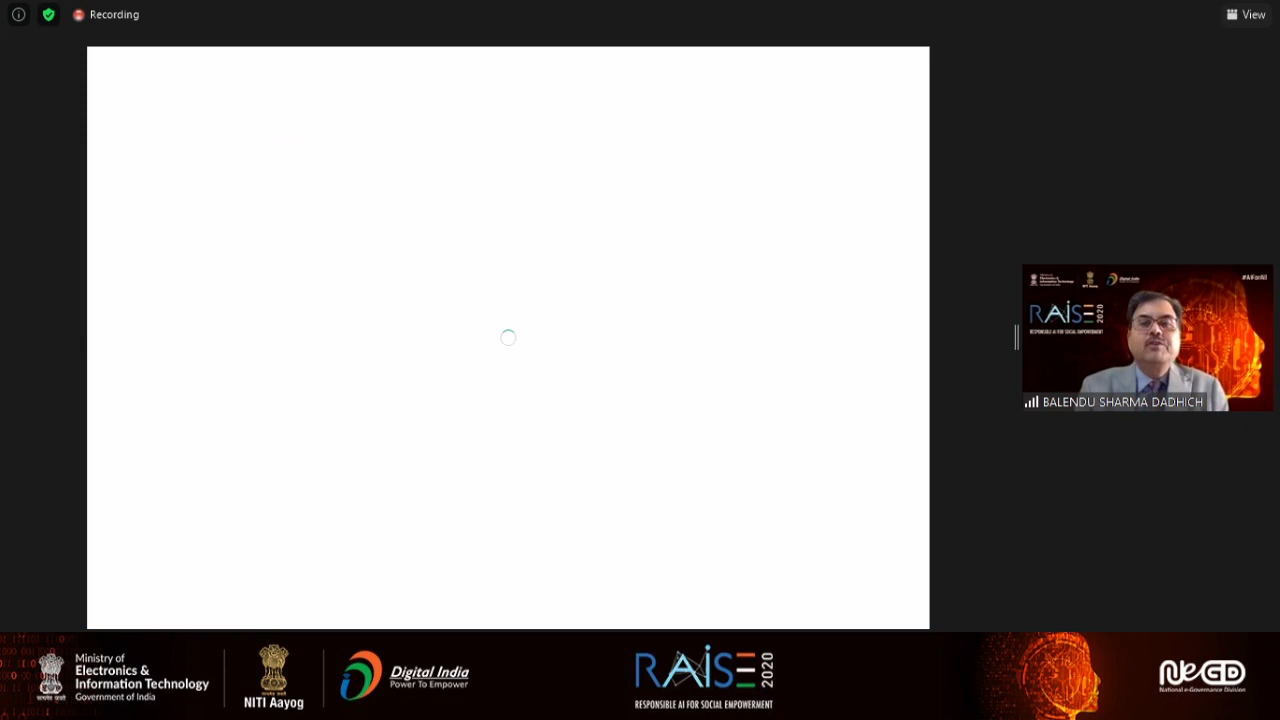 Recording
View
#AIForAll
RAISE 2020
RESPONSIBLE AI FOR SOCIAL EMPOWERMENT
BALENDU SHARMA DADHICH
Ministry of
Electronics &
Information Technology
Government of India
NITI Aayog
Digital India
Power To Empower
RAISE 2020
RESPONSIBLE AI FOR SOCIAL EMPOWERMENT
NeGD
National e-Governance Division